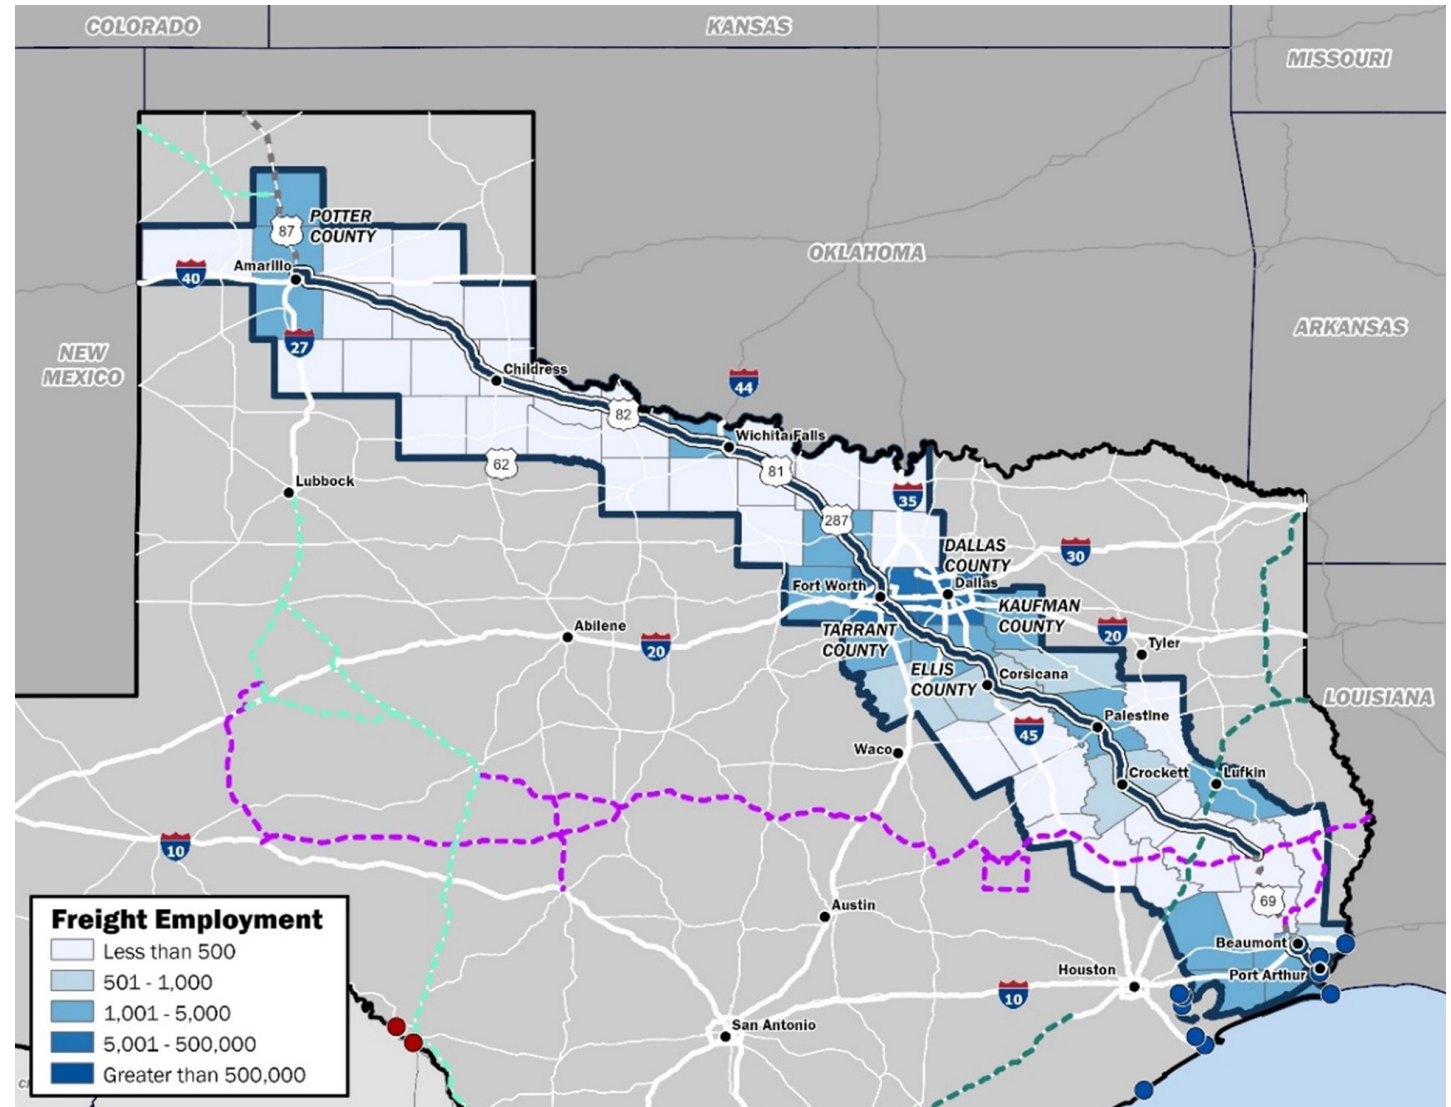 COLORADO
KANSAS
MISSOURI
POTTER
COUNTY
87
OKLAHOMA
Amarillo
40
ARKANSAS
27
NEW
MEXICO
Childress
44
82
Wichita Falls
62
81
Lubbock
35
287
DALLAS
COUNTY
30
Fort Worth
Dallas
KAUFMAN
COUNTY
Abilene
20
TARRANT
COUNTY
20
Tyler
ELLIS
COUNTY
Corsicana
LOUISIANA
Palestine
45
Waco
Crockett
Lufkin
10
Austin
69
Beaumont
Houston
Port Arthur
10
San Antonio
Freight Employment
Less than 500
501 - 1,000
1,001 - 5,000
5,001 - 500,000
Greater than 500,000